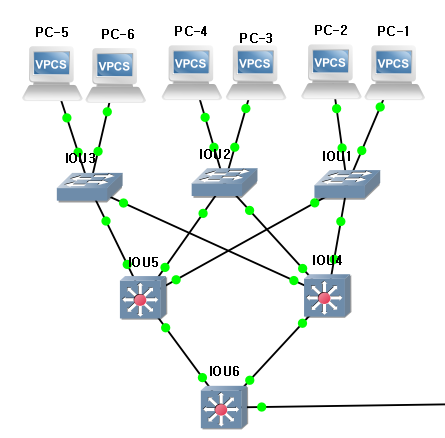 PC-5 PC-6 PC-4 PC-3 PC-2 PC-1
VPCS VPCS VPCS VPCS VPCS VPCS
IOU3 IOU2 IOU1
IOU5 IOU4
IOU6